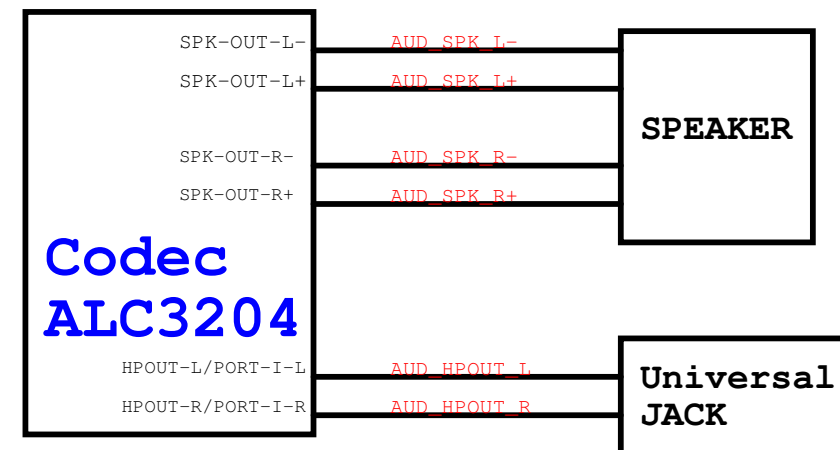 SPK-OUT-L- AUD_SPK_L-
SPK-OUT-L+ AUD_SPK_L+
SPEAKER
SPK-OUT-R- AUD_SPK_R-
SPK-OUT-R+ AUD_SPK_R+
Codec
ALC3204
HPOUT-L/PORT-I-L AUD_HPOUT_L
HPOUT-R/PORT-I-R AUD_HPOUT_R
Universal
JACK